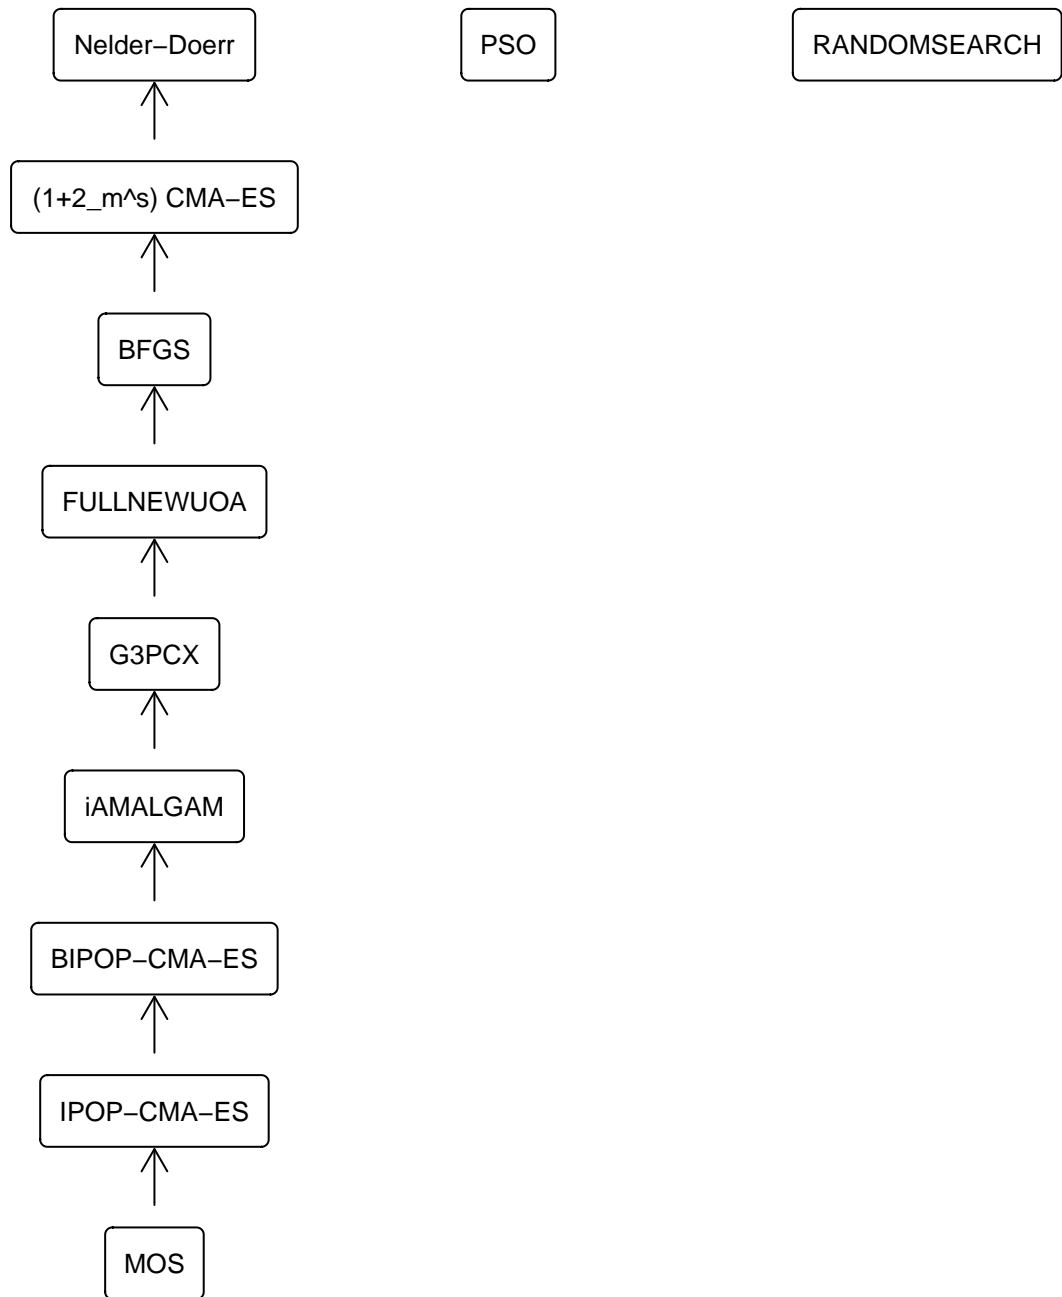 Nelder−Doerr
PSO
RANDOMSEARCH
(1+2_m^s) CMA−ES
BFGS
FULLNEWUOA
G3PCX
iAMALGAM
BIPOP−CMA−ES
IPOP−CMA−ES
MOS